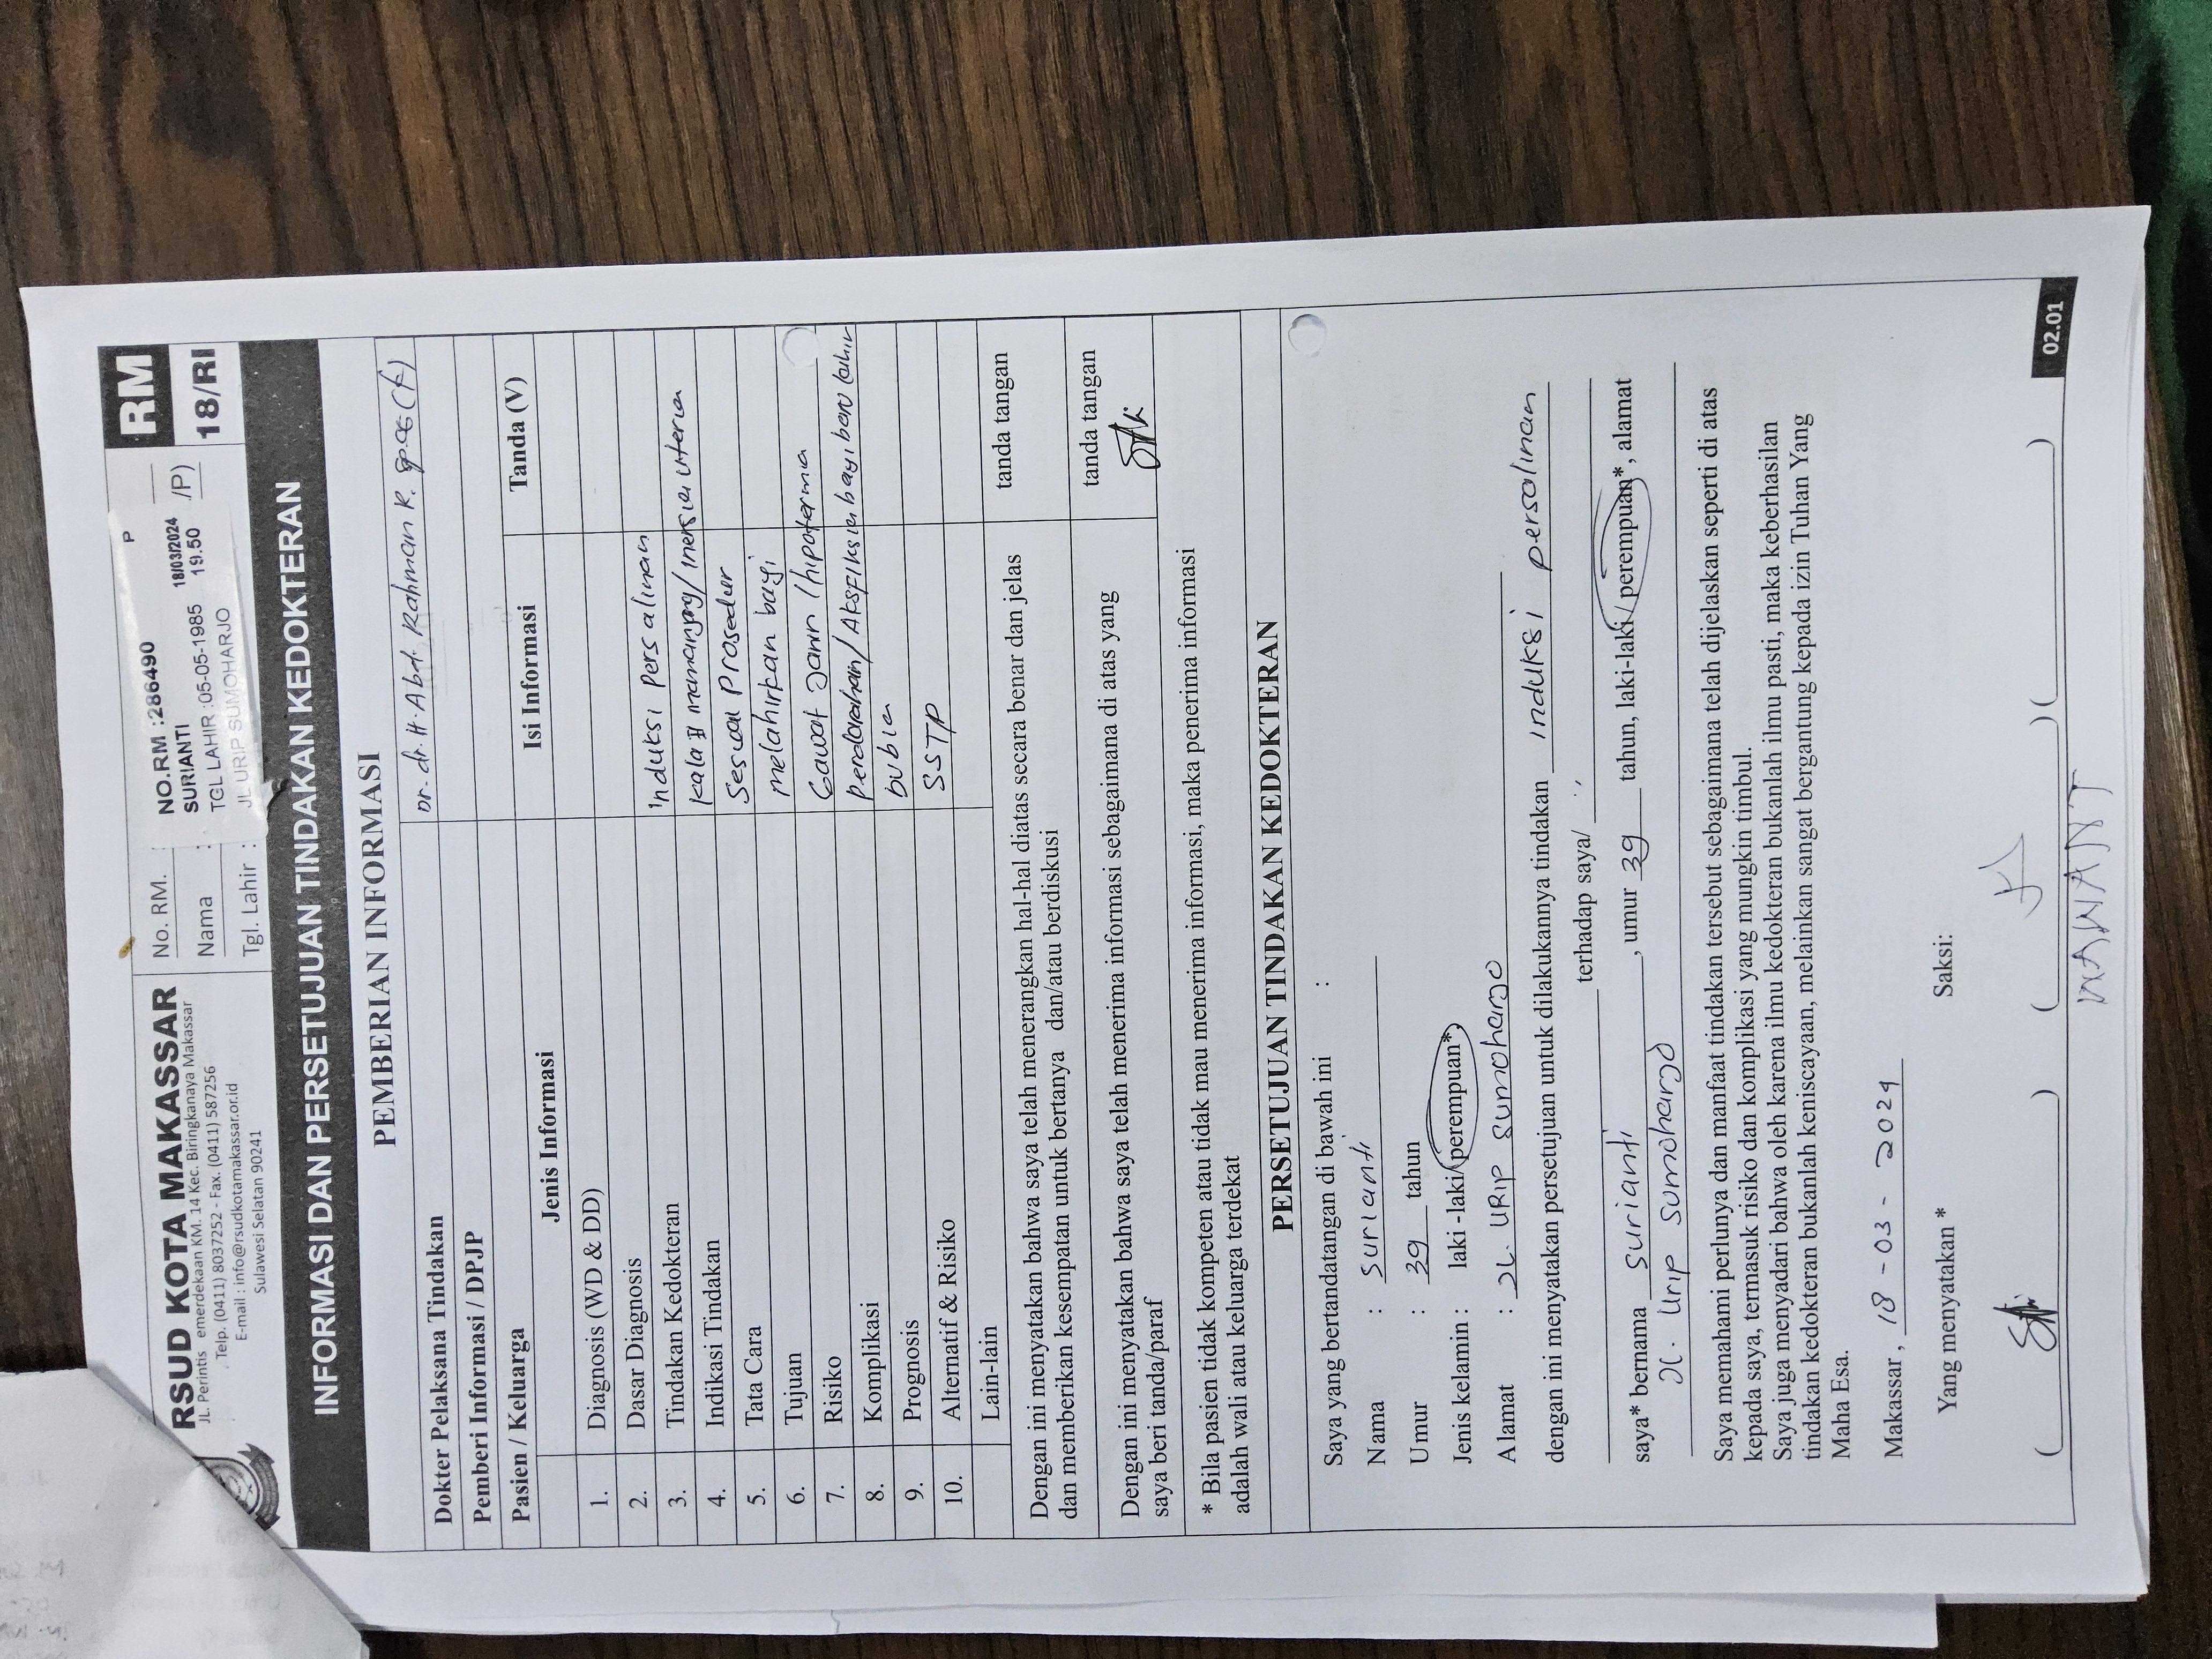 RSUD KOTA MAKASSAR
JL. Perintis emerdekaan KM. 14 Kec. Biringkanaya Makassar
Telp. (0411) 8037252 - Fax. (0411) 587256
E-mail : info@rsudkotamakassar.or.id
Sulawesi Selatan 90241
No. RM. :
Nama :
Tgl. Lahir :
P
NO.RM :286490
SURIANTI 18/03/2024
TGL LAHIR :05-05-1985 19.50
JL URIP SUMOHARJO
/P)
RM
18/RI
INFORMASI DAN PERSETUJUAN TINDAKAN KEDOKTERAN
PEMBERIAN INFORMASI
Dokter Pelaksana Tindakan Dr. dr. H. Abd. Rahman K. Sp.OG (K)
Pemberi Informasi / DPJP
Pasien / Keluarga
Jenis Informasi Isi Informasi Tanda (V)
1. Diagnosis (WD & DD)
2. Dasar Diagnosis
3. Tindakan Kedokteran Induksi Persalinan
4. Indikasi Tindakan kala II memanjang/ inersia uteria
5. Tata Cara Sesuai Prosedur
6. Tujuan melahirkan bayi
7. Risiko Gawat Janin / hipotermia
8. Komplikasi perdarahan/ Aksfiksia bayi baru lahir
9. Prognosis bubia
10. Alternatif & Risiko SSTP
Lain-lain
Dengan ini menyatakan bahwa saya telah menerangkan hal-hal diatas secara benar dan jelas
dan memberikan kesempatan untuk bertanya dan/atau berdiskusi
tanda tangan
Dengan ini menyatakan bahwa saya telah menerima informasi sebagaimana di atas yang
saya beri tanda/paraf
tanda tangan
* Bila pasien tidak kompeten atau tidak mau menerima informasi, maka penerima informasi
adalah wali atau keluarga terdekat
PERSETUJUAN TINDAKAN KEDOKTERAN
Saya yang bertandatangan di bawah ini :
Nama : Surianti
Umur : 39 tahun
Jenis kelamin : laki -laki/perempuan*)
Alamat : JL. URIP Sumoharjo
dengan ini menyatakan persetujuan untuk dilakukannya tindakan induksi persalinan
terhadap saya/
saya* bernama Surianti, umur 39 tahun, laki-laki/ perempuan*, alamat
JL. Urip Sumoharjo
Saya memahami perlunya dan manfaat tindakan tersebut sebagaimana telah dijelaskan seperti di atas
kepada saya, termasuk risiko dan komplikasi yang mungkin timbul.
Saya juga menyadari bahwa oleh karena ilmu kedokteran bukanlah ilmu pasti, maka keberhasilan
tindakan kedokteran bukanlah keniscayaan, melainkan sangat bergantung kepada izin Tuhan Yang
Maha Esa.
Makassar, 18 - 03 - 2024
Yang menyatakan * Saksi:
( ) ( ) ( )
02.01